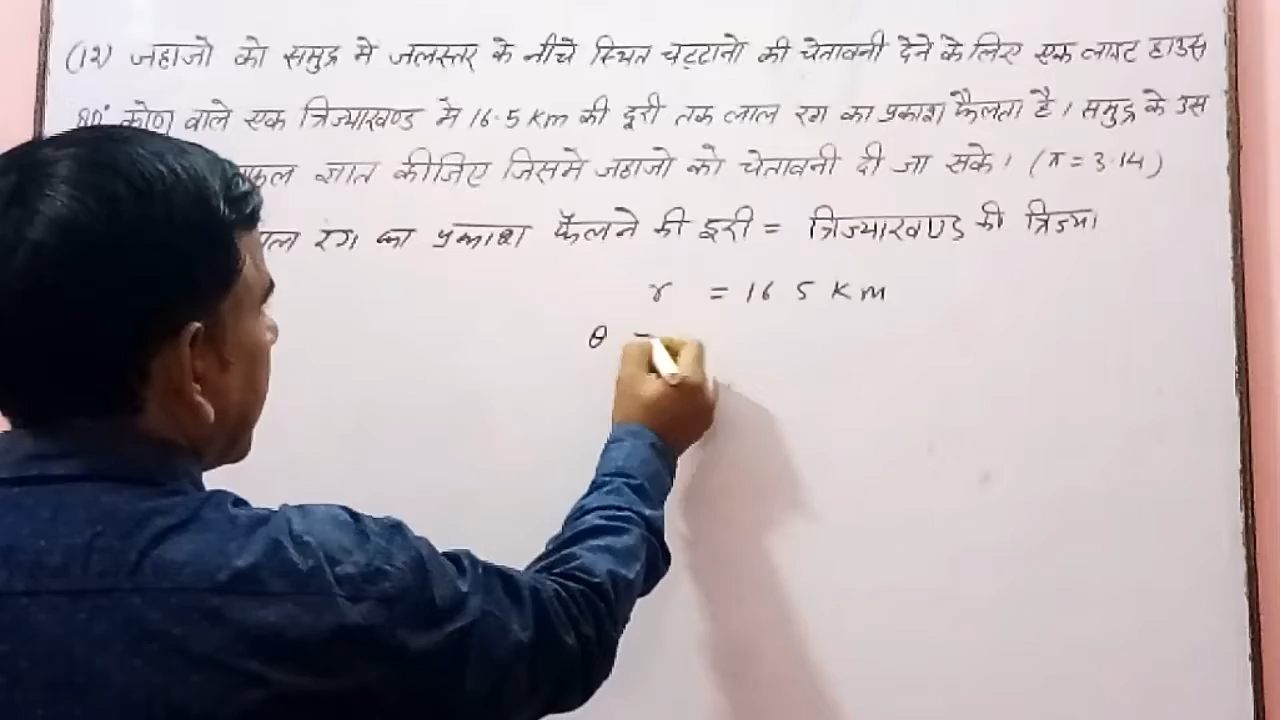 (12) जहाजो को समुद्र मे जलस्तर के नीचे स्थित चट्टानो की चेतावनी देने के लिए एक लाइट हाउस
80° कोण वाले एक त्रिज्याखण्ड मे 16.5 Km की दूरी तक लाल रंग का प्रकाश फैलता है। समुद्र के उस
ज्ञात कीजिए जिसमे जहाजो को चेतावनी दी जा सके। (π = 3.14)
रंग का प्रकाश फैलने की दूरी = त्रिज्याखण्ड की त्रिज्या
r = 16 5 Km
θ